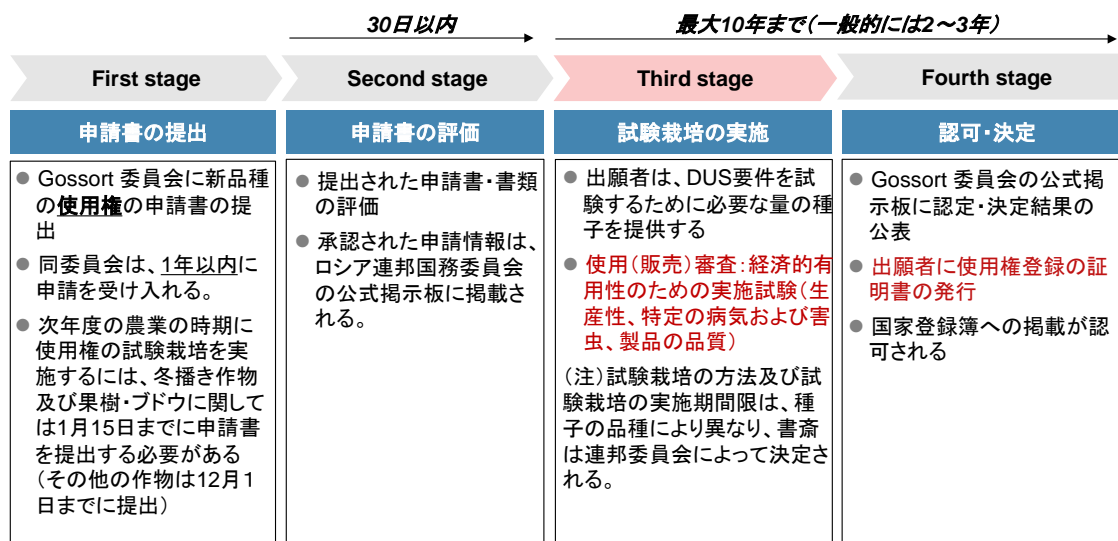 30日以内
最大10年まで(一般的には2～3年)
First stage
Second stage
Third stage
Fourth stage
申請書の提出
申請書の評価
試験栽培の実施
認可・決定
● Gossort 委員会に新品種
の使用権の申請書の提
出
● 同委員会は、1年以内に
申請を受け入れる。
● 次年度の農業の時期に
使用権の試験栽培を実
施するには、冬播き作物
及び果樹・ブドウに関して
は1月15日までに申請書
を提出する必要がある
(その他の作物は12月1
日までに提出)
● 提出された申請書・書類
の評価
● 承認された申請情報は、
ロシア連邦国務委員会
の公式掲示板に掲載さ
れる。
● 出願者は、DUS要件を試
験するために必要な量の種
子を提供する
● 使用(販売)審査:経済的有
用性のための実施試験(生
産性、特定の病気および害
虫、製品の品質)
(注)試験栽培の方法及び試
験栽培の実施期間限は、種
子の品種により異なり、書斎
は連邦委員会によって決定さ
れる。
● Gossort 委員会の公式掲
示板に認定・決定結果の
公表
● 出願者に使用権登録の証
明書の発行
● 国家登録簿への掲載が認
可される